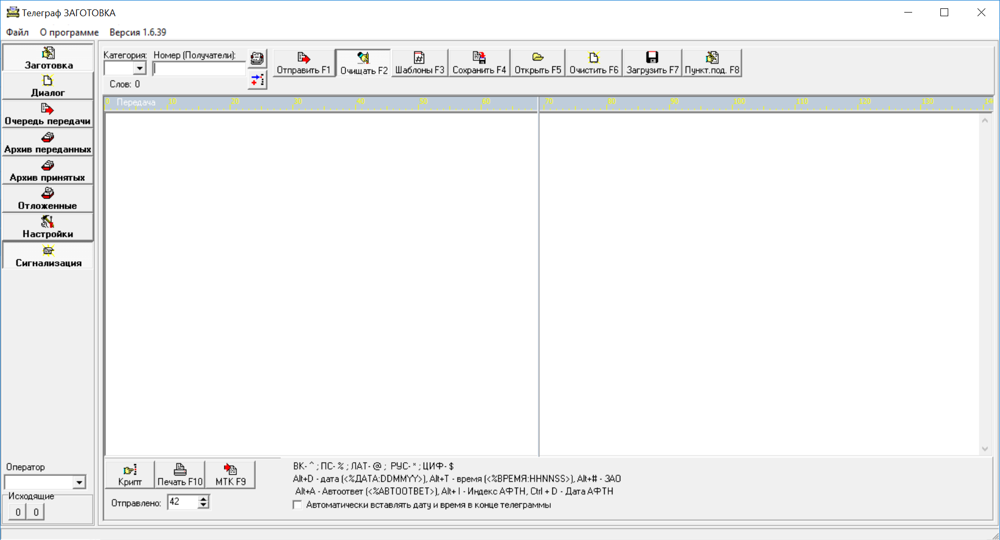 Телеграф ЗАГОТОВКА
Файл О программе Версия 1.6.39
Заготовка
Диалог
Очередь передачи
Архив переданных
Архив принятых
Отложенные
Настройки
Сигнализация
Оператор
Исходящие
0 0
Категория: Номер (Получатели):
Слов: 0
Отправить F1 Очищать F2 Шаблоны F3 Сохранить F4 Открыть F5 Очистить F6 Загрузить F7 Пункт.под. F8
0 Передача 10 20 30 40 50 60 70 80 90 100 110 120 130 14
Крипт Печать F10 МТК F9
Отправлено: 42
ВК- ^ ; ПС- % ; ЛАТ- @ ; РУС- * ; ЦИФ- $
Alt+D - дата (<%ДАТА:DDMMYY>), Alt+T - время (<%ВРЕМЯ:HHNNSS>), Alt+# - ЗАО
Alt+A - Автоответ (<%АВТООТВЕТ>), Alt+ I - Индекс АФТН, Ctrl + D - Дата АФТН
Автоматически вставлять дату и время в конце телеграммы